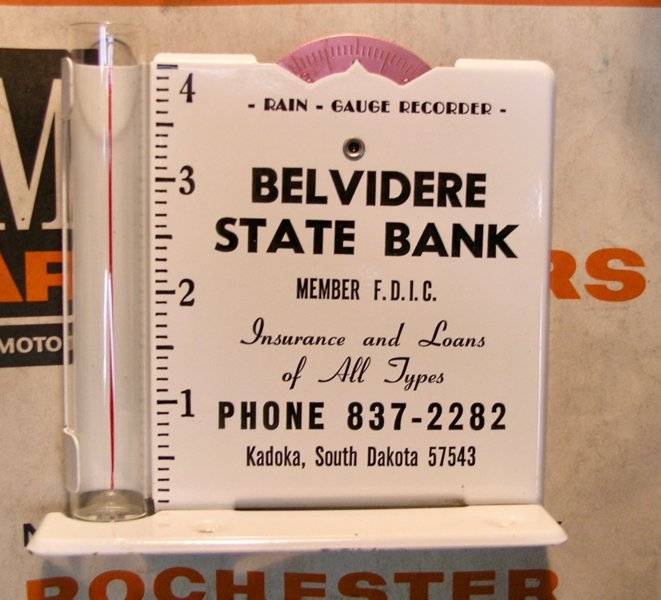 M
4
- RAIN - GAUGE RECORDER -
3
BELVIDERE
STATE BANK
2
MEMBER F.D.I.C.
MOTO
Insurance and Loans
of All Types
1
PHONE 837-2282
Kadoka, South Dakota 57543
ROCHESTER